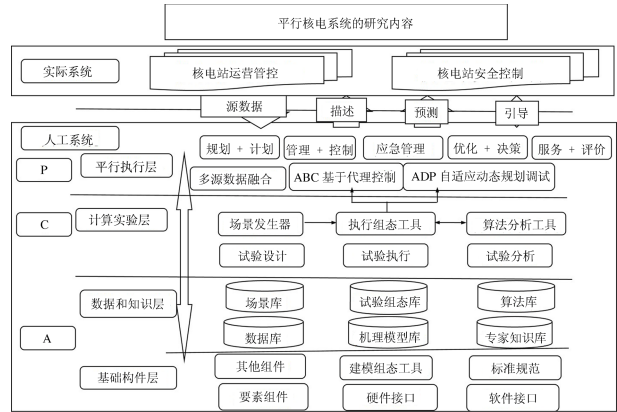 平行核电系统的研究内容
实际系统
核电站运营管控
核电站安全控制
源数据
描述
预测
引导
人工系统
规划 + 计划
管理 + 控制
应急管理
优化 + 决策
服务 + 评价
P
平行执行层
多源数据融合
ABC 基于代理控制
ADP 自适应动态规划调试
C
计算实验层
场景发生器
执行组态工具
算法分析工具
试验设计
试验执行
试验分析
数据和知识层
场景库
试验组态库
算法库
A
数据库
机理模型库
专家知识库
基础构件层
其他组件
建模组态工具
标准规范
要素组件
硬件接口
软件接口